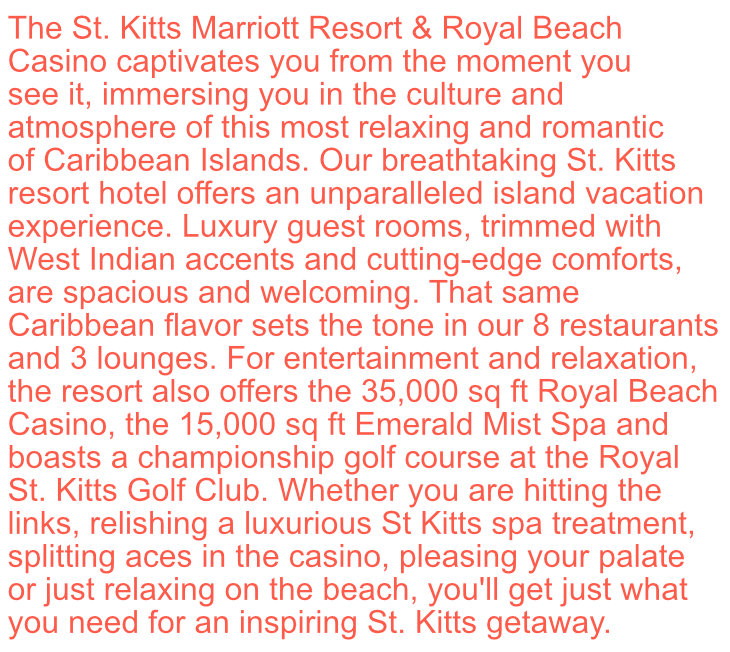 The St. Kitts Marriott Resort & Royal Beach
Casino captivates you from the moment you
see it, immersing you in the culture and
atmosphere of this most relaxing and romantic
of Caribbean Islands. Our breathtaking St. Kitts
resort hotel offers an unparalleled island vacation
experience. Luxury guest rooms, trimmed with
West Indian accents and cutting-edge comforts,
are spacious and welcoming. That same
Caribbean flavor sets the tone in our 8 restaurants
and 3 lounges. For entertainment and relaxation,
the resort also offers the 35,000 sq ft Royal Beach
Casino, the 15,000 sq ft Emerald Mist Spa and
boasts a championship golf course at the Royal
St. Kitts Golf Club. Whether you are hitting the
links, relishing a luxurious St Kitts spa treatment,
splitting aces in the casino, pleasing your palate
or just relaxing on the beach, you'll get just what
you need for an inspiring St. Kitts getaway.